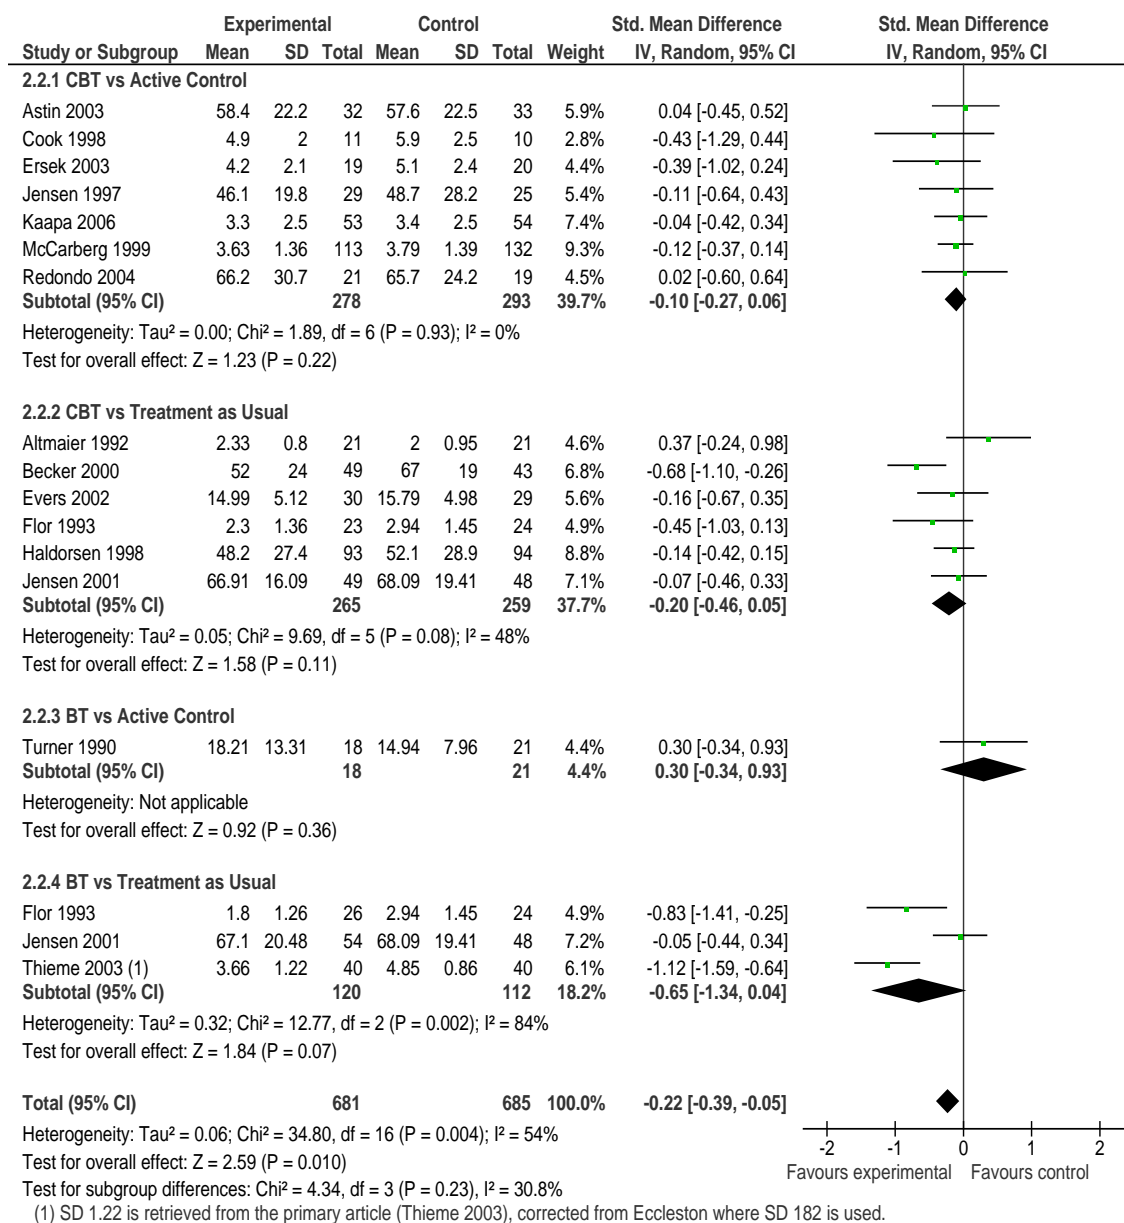 Experimental Control Std. Mean Difference Std. Mean Difference
Study or Subgroup Mean SD Total Mean SD Total Weight IV, Random, 95% CI IV, Random, 95% CI
2.2.1 CBT vs Active Control
Astin 2003 58.4 22.2 32 57.6 22.5 33 5.9% 0.04 [-0.45, 0.52]
Cook 1998 4.9 2 11 5.9 2.5 10 2.8% -0.43 [-1.29, 0.44]
Ersek 2003 4.2 2.1 19 5.1 2.4 20 4.4% -0.39 [-1.02, 0.24]
Jensen 1997 46.1 19.8 29 48.7 28.2 25 5.4% -0.11 [-0.64, 0.43]
Kaapa 2006 3.3 2.5 53 3.4 2.5 54 7.4% -0.04 [-0.42, 0.34]
McCarberg 1999 3.63 1.36 113 3.79 1.39 132 9.3% -0.12 [-0.37, 0.14]
Redondo 2004 66.2 30.7 21 65.7 24.2 19 4.5% 0.02 [-0.60, 0.64]
Subtotal (95% CI) 278 293 39.7% -0.10 [-0.27, 0.06]
Heterogeneity: Tau² = 0.00; Chi² = 1.89, df = 6 (P = 0.93); I² = 0%
Test for overall effect: Z = 1.23 (P = 0.22)
2.2.2 CBT vs Treatment as Usual
Altmaier 1992 2.33 0.8 21 2 0.95 21 4.6% 0.37 [-0.24, 0.98]
Becker 2000 52 24 49 67 19 43 6.8% -0.68 [-1.10, -0.26]
Evers 2002 14.99 5.12 30 15.79 4.98 29 5.6% -0.16 [-0.67, 0.35]
Flor 1993 2.3 1.36 23 2.94 1.45 24 4.9% -0.45 [-1.03, 0.13]
Haldorsen 1998 48.2 27.4 93 52.1 28.9 94 8.8% -0.14 [-0.42, 0.15]
Jensen 2001 66.91 16.09 49 68.09 19.41 48 7.1% -0.07 [-0.46, 0.33]
Subtotal (95% CI) 265 259 37.7% -0.20 [-0.46, 0.05]
Heterogeneity: Tau² = 0.05; Chi² = 9.69, df = 5 (P = 0.08); I² = 48%
Test for overall effect: Z = 1.58 (P = 0.11)
2.2.3 BT vs Active Control
Turner 1990 18.21 13.31 18 14.94 7.96 21 4.4% 0.30 [-0.34, 0.93]
Subtotal (95% CI) 18 21 4.4% 0.30 [-0.34, 0.93]
Heterogeneity: Not applicable
Test for overall effect: Z = 0.92 (P = 0.36)
2.2.4 BT vs Treatment as Usual
Flor 1993 1.8 1.26 26 2.94 1.45 24 4.9% -0.83 [-1.41, -0.25]
Jensen 2001 67.1 20.48 54 68.09 19.41 48 7.2% -0.05 [-0.44, 0.34]
Thieme 2003 (1) 3.66 1.22 40 4.85 0.86 40 6.1% -1.12 [-1.59, -0.64]
Subtotal (95% CI) 120 112 18.2% -0.65 [-1.34, 0.04]
Heterogeneity: Tau² = 0.32; Chi² = 12.77, df = 2 (P = 0.002); I² = 84%
Test for overall effect: Z = 1.84 (P = 0.07)
Total (95% CI) 681 685 100.0% -0.22 [-0.39, -0.05]
Heterogeneity: Tau² = 0.06; Chi² = 34.80, df = 16 (P = 0.004); I² = 54%
Test for overall effect: Z = 2.59 (P = 0.010)
Test for subgroup differences: Chi² = 4.34, df = 3 (P = 0.23), I² = 30.8%
-2 -1 0 1 2
Favours experimental Favours control
(1) SD 1.22 is retrieved from the primary article (Thieme 2003), corrected from Eccleston where SD 182 is used.